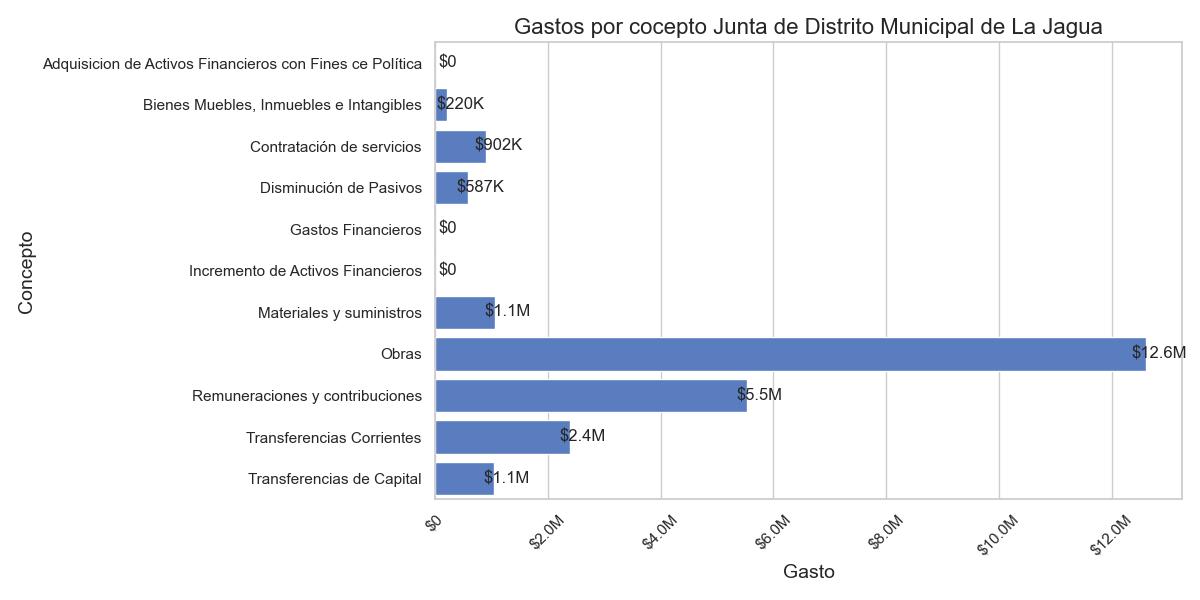 Gastos por cocepto Junta de Distrito Municipal de La Jagua
Adquisicion de Activos Financieros con Fines ce Política $0
Bienes Muebles, Inmuebles e Intangibles $220K
Contratación de servicios $902K
Disminución de Pasivos $587K
Gastos Financieros $0
Incremento de Activos Financieros $0
Materiales y suministros $1.1M
Obras $12.6M
Remuneraciones y contribuciones $5.5M
Transferencias Corrientes $2.4M
Transferencias de Capital $1.1M
Concepto
$0 $2.0M $4.0M $6.0M $8.0M $10.0M $12.0M
Gasto